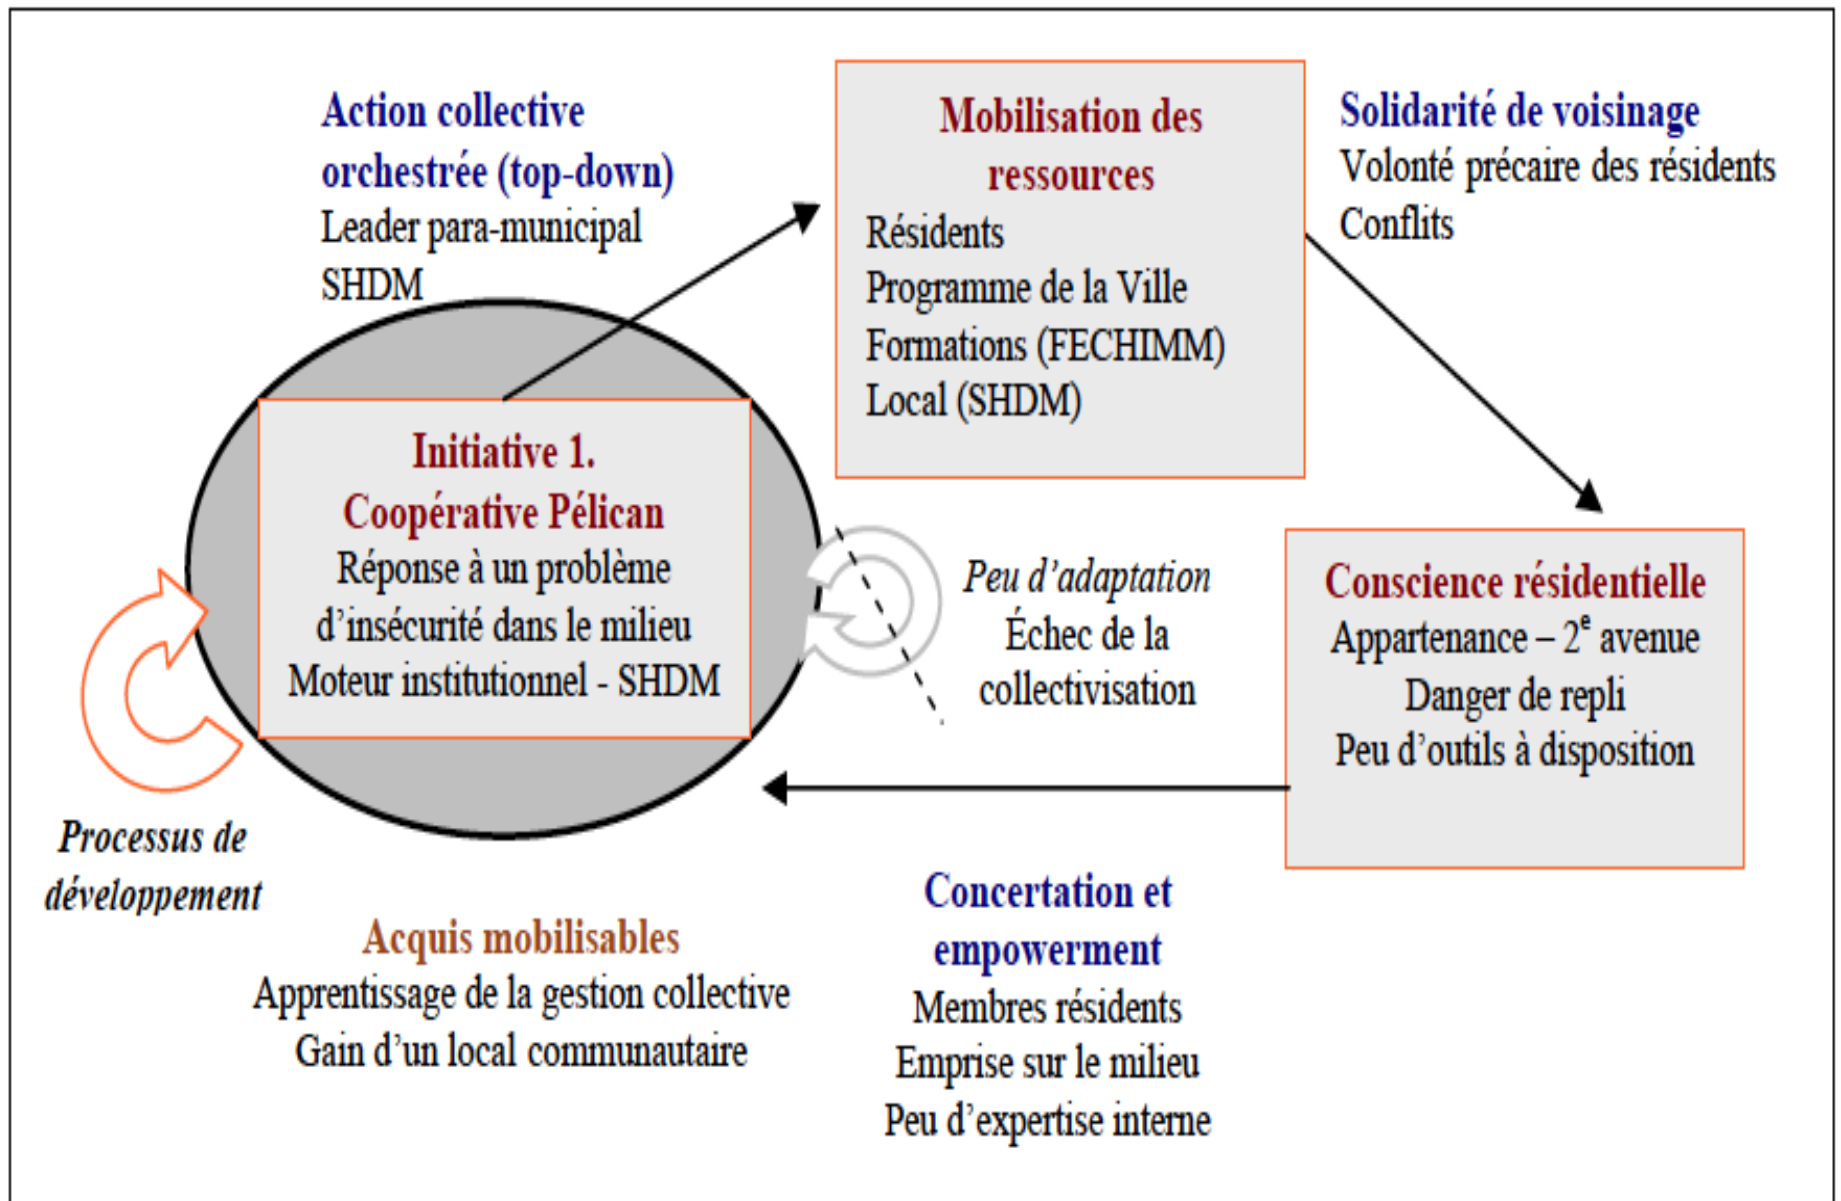 Action collective
orchestrée (top-down)
Leader para-municipal
SHDM
Mobilisation des
ressources
Résidents
Programme de la Ville
Formations (FECHIMM)
Local (SHDM)
Solidarité de voisinage
Volonté précaire des résidents
Conflits
Initiative 1.
Coopérative Pélican
Réponse à un problème
d’insécurité dans le milieu
Moteur institutionnel - SHDM
Peu d’adaptation
Échec de la
collectivisation
Conscience résidentielle
Appartenance – 2e avenue
Danger de repli
Peu d’outils à disposition
Processus de
développement
Acquis mobilisables
Apprentissage de la gestion collective
Gain d’un local communautaire
Concertation et
empowerment
Membres résidents
Emprise sur le milieu
Peu d’expertise interne